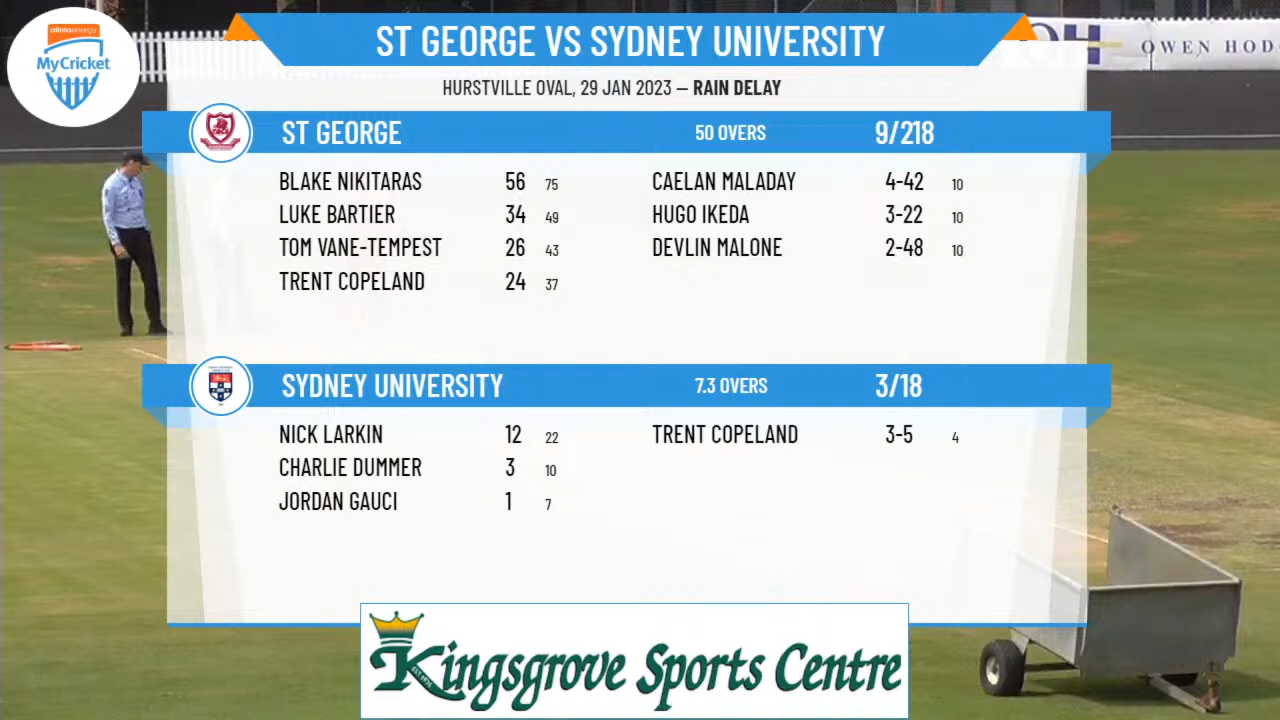 alintaenergy
MyCricket
ST GEORGE VS SYDNEY UNIVERSITY
OWEN HOD
HURSTVILLE OVAL, 29 JAN 2023 – RAIN DELAY
ST GEORGE 50 OVERS 9/218
BLAKE NIKITARAS 56 75 CAELAN MALADAY 4-42 10
LUKE BARTIER 34 49 HUGO IKEDA 3-22 10
TOM VANE-TEMPEST 26 43 DEVLIN MALONE 2-48 10
TRENT COPELAND 24 37
SYDNEY UNIVERSITY 7.3 OVERS 3/18
NICK LARKIN 12 22 TRENT COPELAND 3-5 4
CHARLIE DUMMER 3 10
JORDAN GAUCI 1 7
Kingsgrove Sports Centre